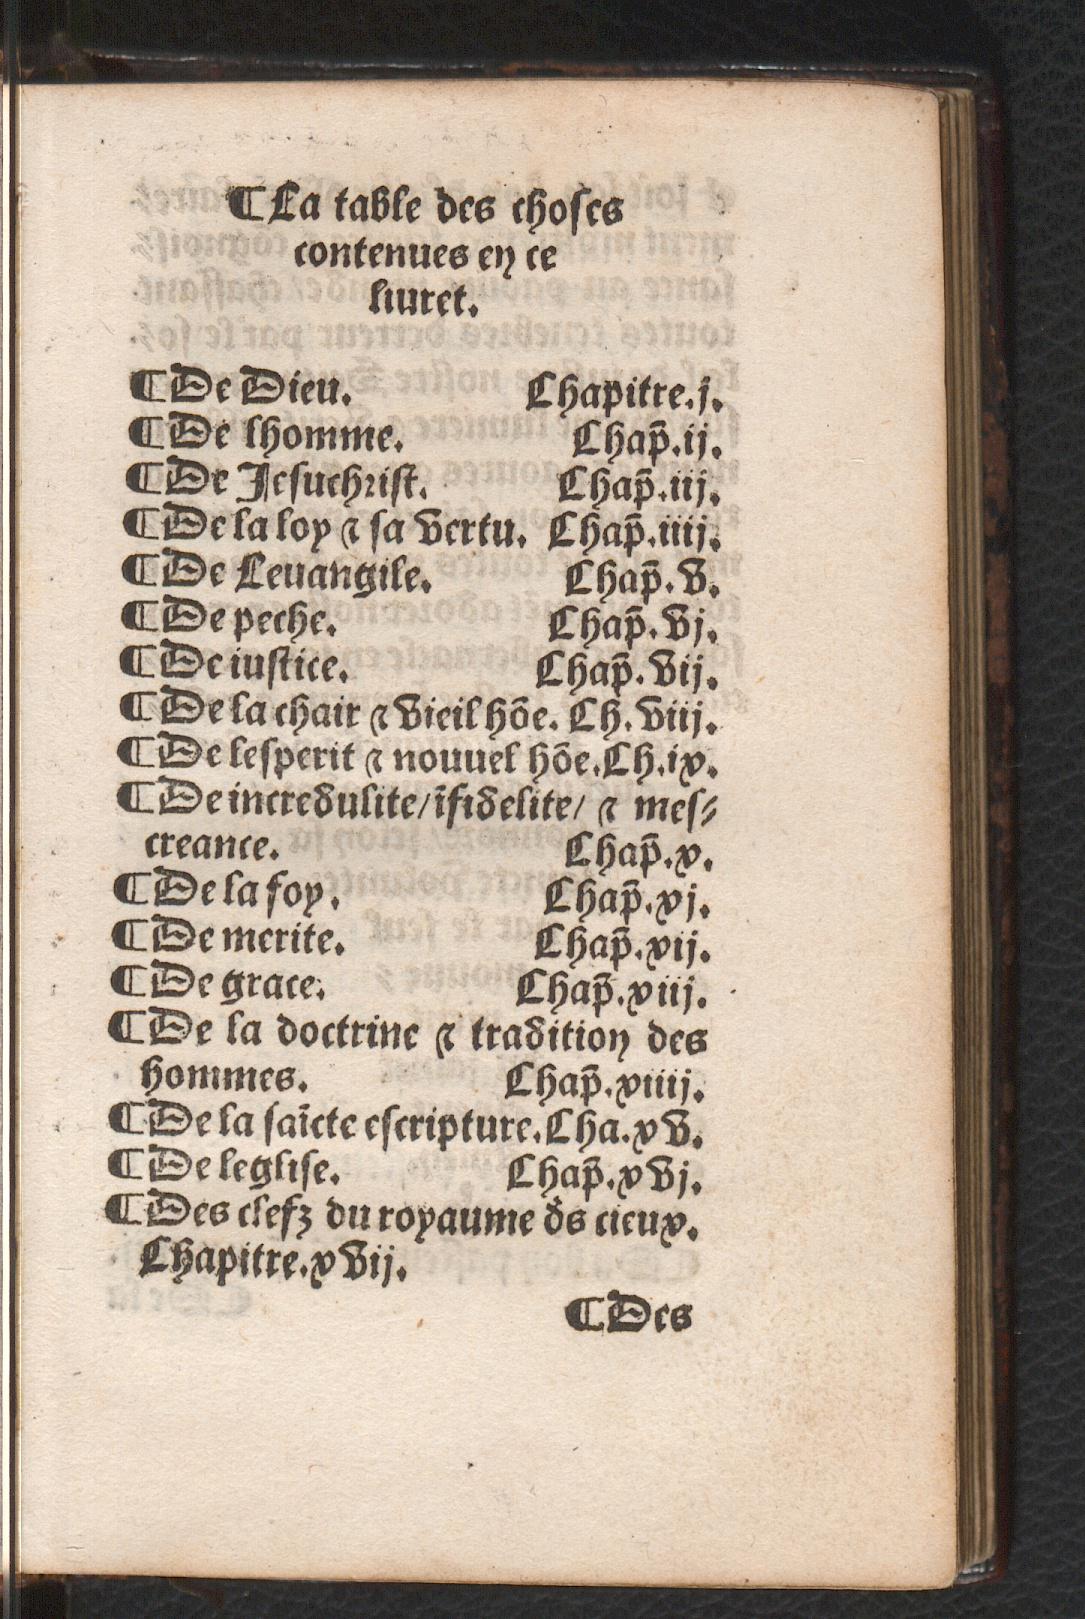 ¶ La table des choses
contenues en ce
liuret.
¶ De Dieu. Chapitre.j.
¶ De lhomme. Chap̃.ij.
¶ De Jesuchrist. Chap̃.iij.
¶ De la loy ⁊ sa vertu. Chap̃.iiij.
¶ De Leuangile. Chap̃.v.
¶ De peche. Chap̃.vj.
¶ De iustice. Chap̃.vij.
¶ De la chair ⁊ vieil hõe. Ch.viij.
¶ De lesperit ⁊ nouuel hõe.Ch.ix.
¶ De incredulite/ĩfidelite/ ⁊ mes⸗
creance. Chap̃.x.
¶ De la foy. Chap̃.xj.
¶ De merite. Chap̃.xij.
¶ De grace. Chap̃.xiij.
¶ De la doctrine ⁊ tradition des
hommes. Chap̃.xiiij.
¶ De la saĩcte escripture.Cha.xv.
¶ De leglise. Chap̃.xvj.
¶ Des clefz du royaume d̃s cieux.
Chapitre.xvij.
¶ Des